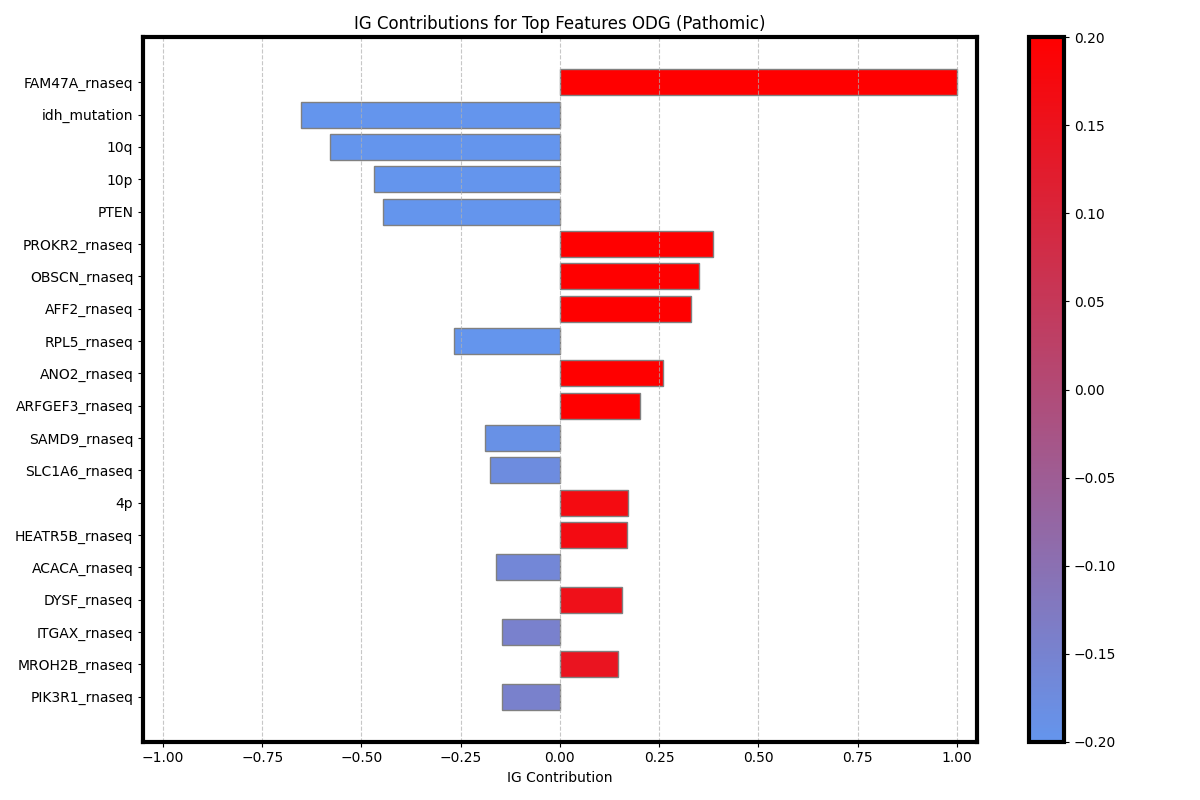 IG Contributions for Top Features ODG (Pathomic)
FAM47A_rnaseq
idh_mutation
10q
10p
PTEN
PROKR2_rnaseq
OBSCN_rnaseq
AFF2_rnaseq
RPL5_rnaseq
ANO2_rnaseq
ARFGEF3_rnaseq
SAMD9_rnaseq
SLC1A6_rnaseq
4p
HEATR5B_rnaseq
ACACA_rnaseq
DYSF_rnaseq
ITGAX_rnaseq
MROH2B_rnaseq
PIK3R1_rnaseq
−1.00 −0.75 −0.50 −0.25 0.00 0.25 0.50 0.75 1.00
IG Contribution
0.20
0.15
0.10
0.05
0.00
−0.05
−0.10
−0.15
−0.20